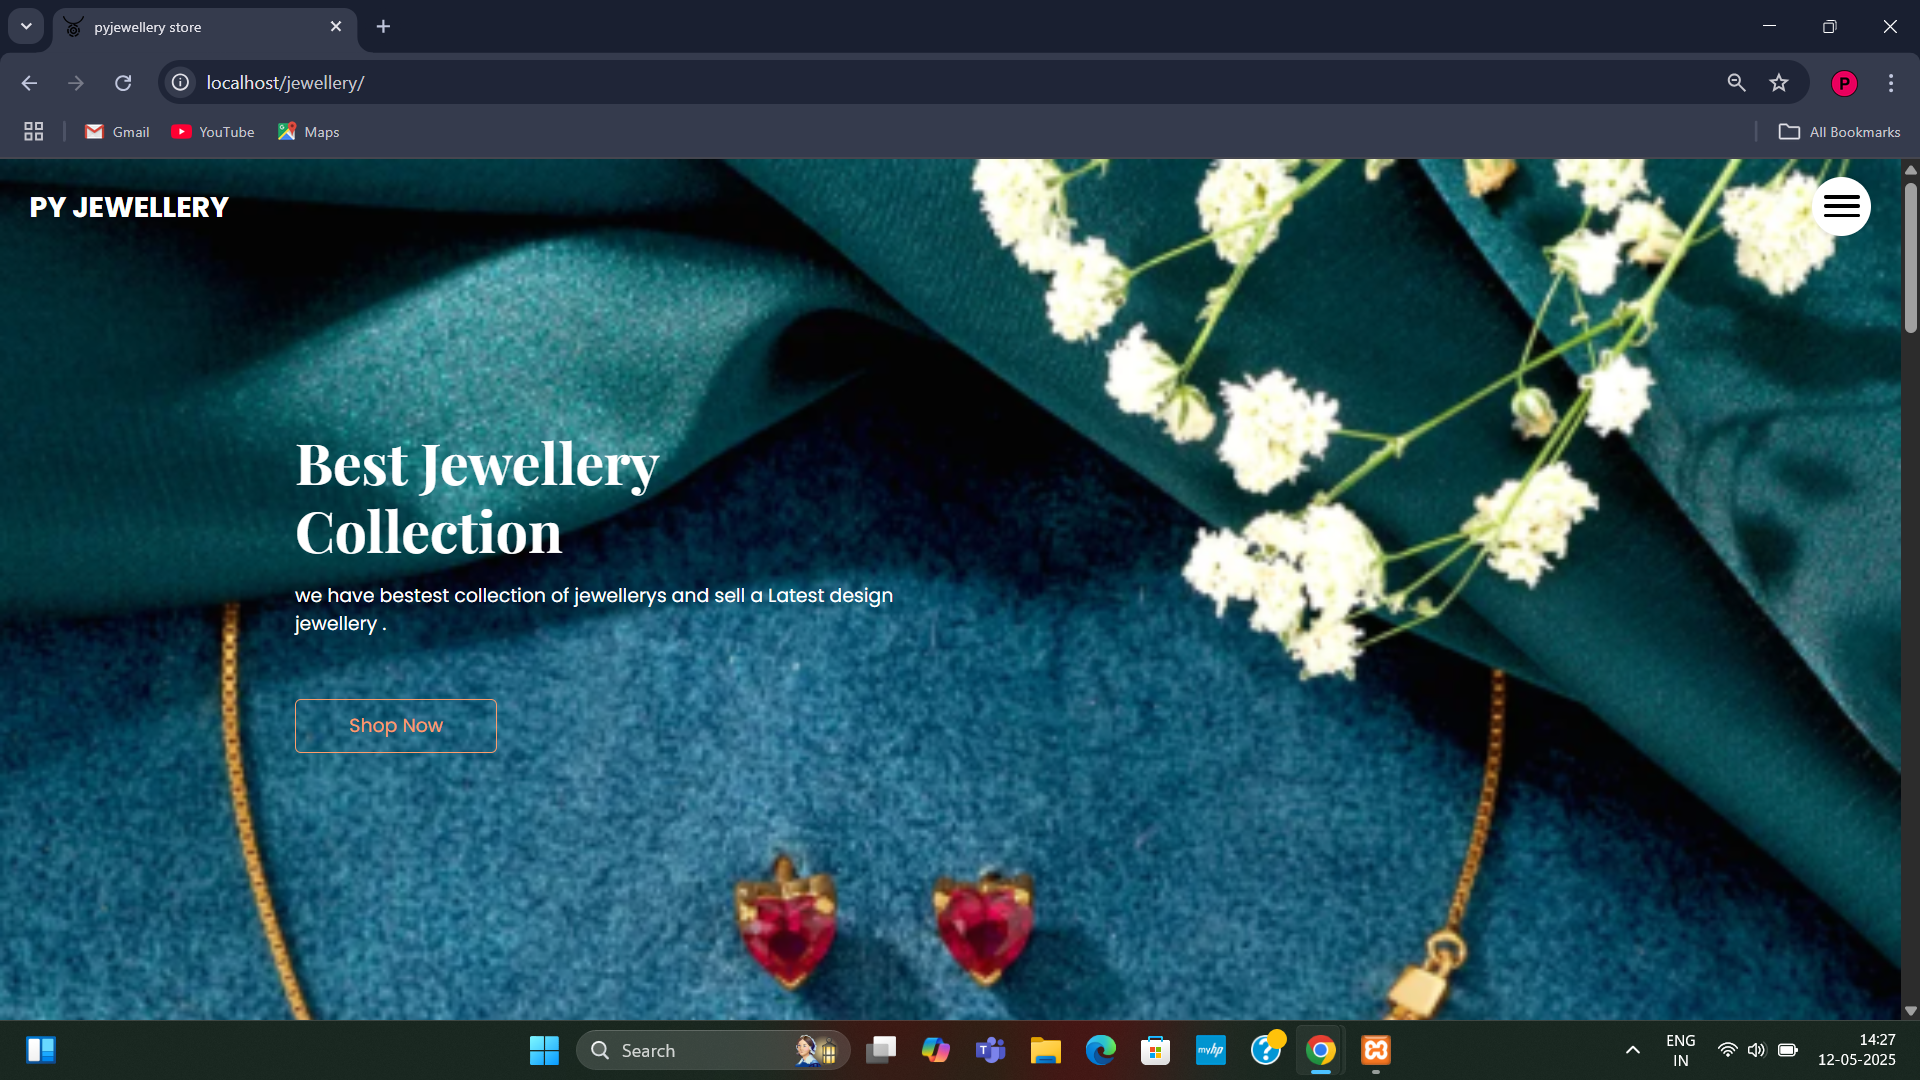 pyjewellery store
localhost/jewellery/
P
Gmail
YouTube
Maps
All Bookmarks
PY JEWELLERY
Best Jewellery
Collection
we have bestest collection of jewellerys and sell a Latest design
jewellery .
Shop Now
Search
myhp
ENG
IN
14:27
12-05-2025